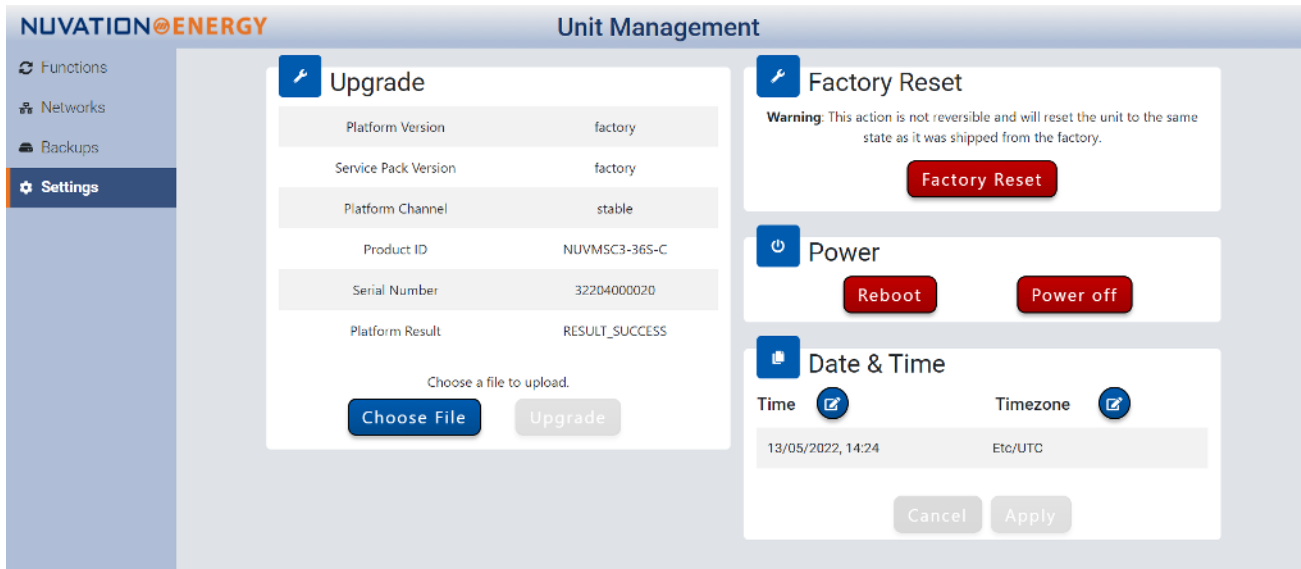 NUVATION ENERGY
Unit Management
Functions
Networks
Backups
Settings
Upgrade
Platform Version factory
Service Pack Version factory
Platform Channel stable
Product ID NUVMSC3-36S-C
Serial Number 32204000020
Platform Result RESULT_SUCCESS
Choose a file to upload.
Choose File Upgrade
Factory Reset
Warning: This action is not reversible and will reset the unit to the same
state as it was shipped from the factory.
Factory Reset
Power
Reboot Power off
Date & Time
Time Timezone
13/05/2022, 14:24 Etc/UTC
Cancel Apply